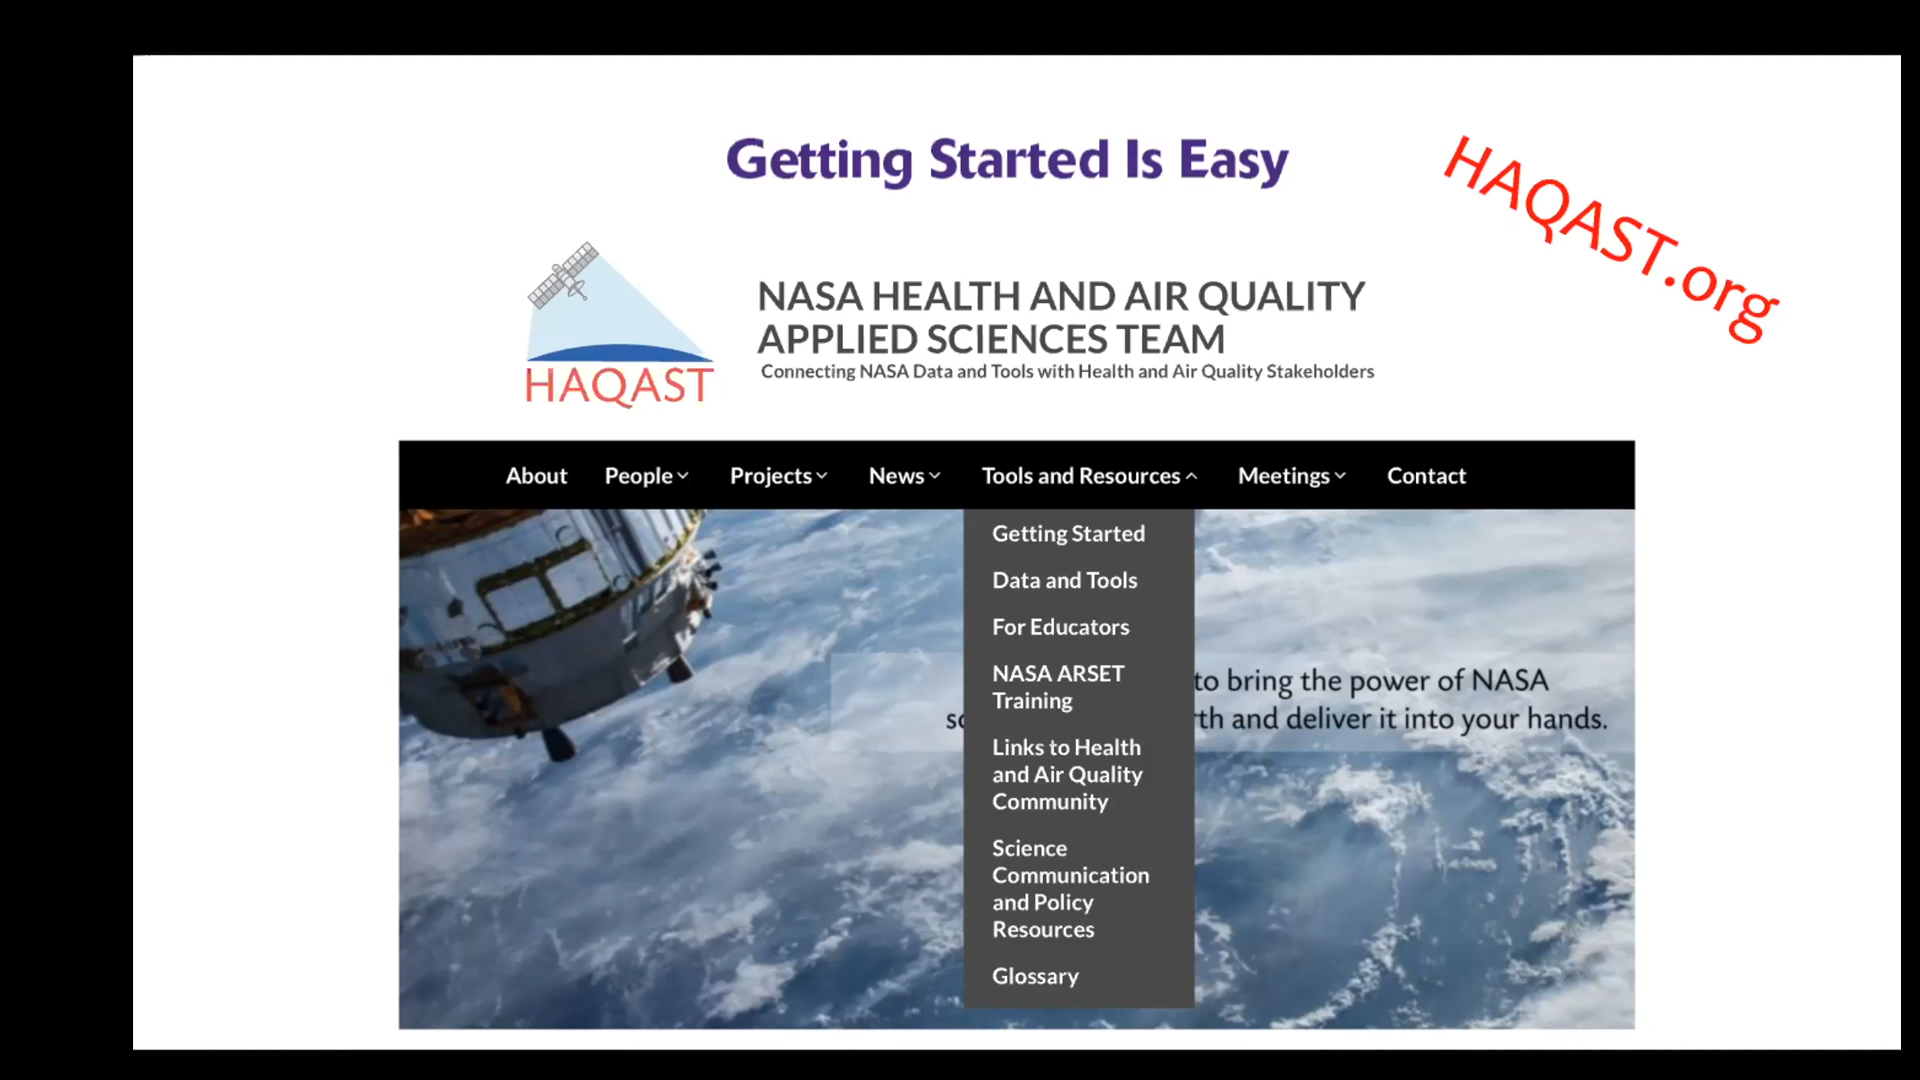 Getting Started Is Easy
HAQAST.org
NASA HEALTH AND AIR QUALITY
APPLIED SCIENCES TEAM
Connecting NASA Data and Tools with Health and Air Quality Stakeholders
HAQAST
About People Projects News Tools and Resources Meetings Contact
Getting Started
Data and Tools
For Educators
NASA ARSET
Training
to bring the power of NASA
th and deliver it into your hands.
Links to Health
and Air Quality
Community
Science
Communication
and Policy
Resources
Glossary